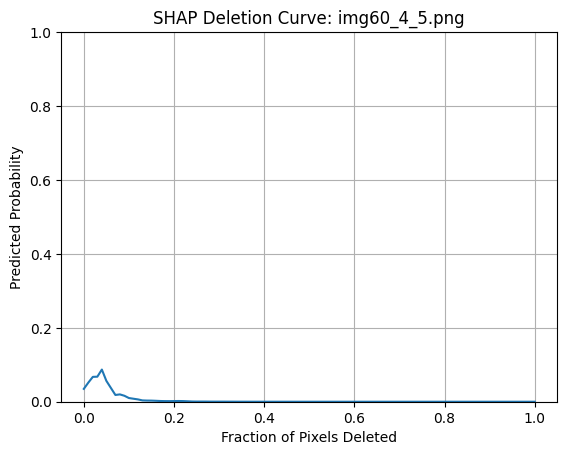 SHAP Deletion Curve: img60_4_5.png
1.0
0.8
0.6
0.4
0.2
0.0
Predicted Probability
0.0 0.2 0.4 0.6 0.8 1.0
Fraction of Pixels Deleted